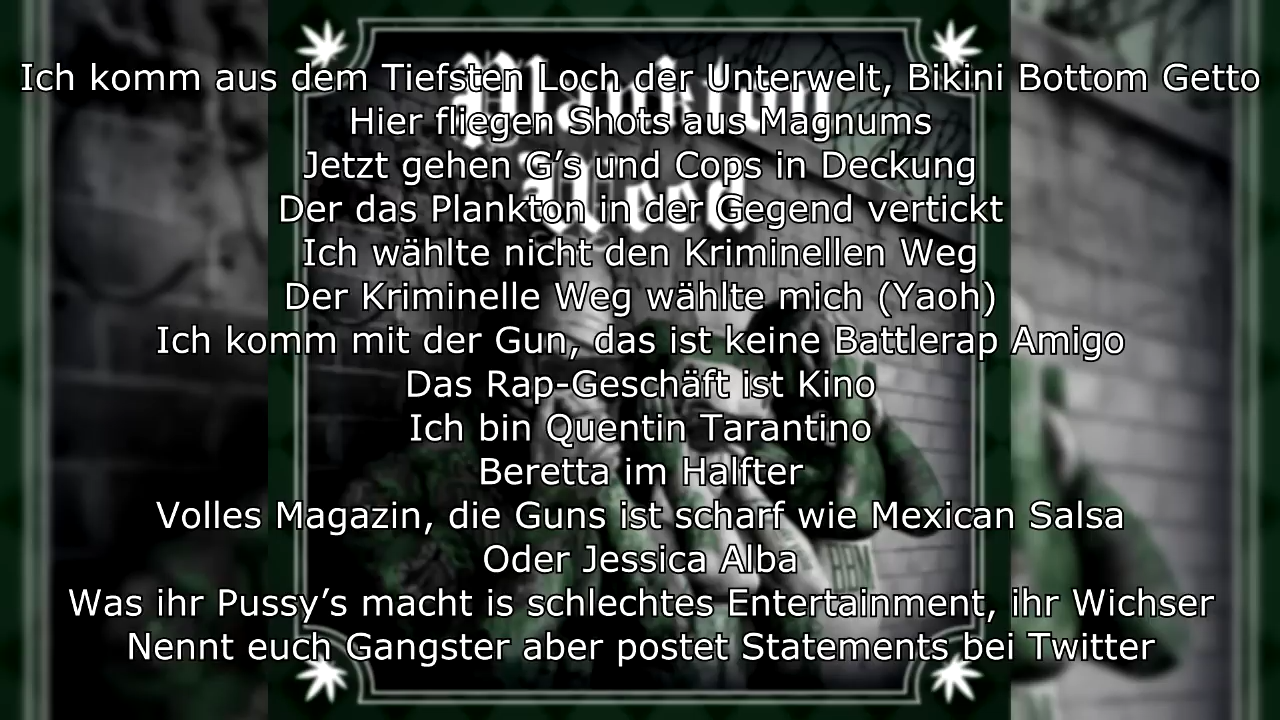 Plankton
Weed
Ich komm aus dem Tiefsten Loch der Unterwelt, Bikini Bottom Getto
Hier fliegen Shots aus Magnums
Jetzt gehen G’s und Cops in Deckung
Der das Plankton in der Gegend vertickt
Ich wählte nicht den Kriminellen Weg
Der Kriminelle Weg wählte mich (Yaoh)
Ich komm mit der Gun, das ist keine Battlerap Amigo
Das Rap-Geschäft ist Kino
Ich bin Quentin Tarantino
Beretta im Halfter
Volles Magazin, die Guns ist scharf wie Mexican Salsa
Oder Jessica Alba
Was ihr Pussy’s macht is schlechtes Entertainment, ihr Wichser
Nennt euch Gangster aber postet Statements bei Twitter
BBM